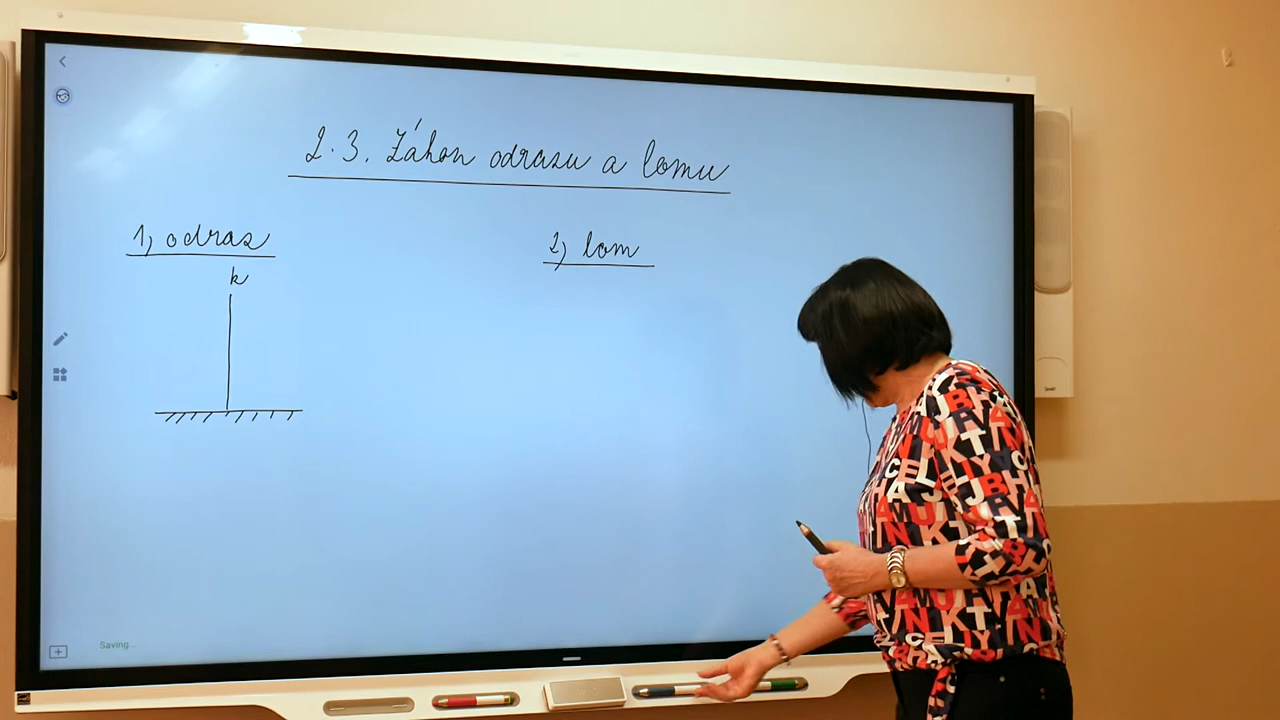 2.3. Zákon odrazu a lomu
1, odraz
2, lom
k
Saving...